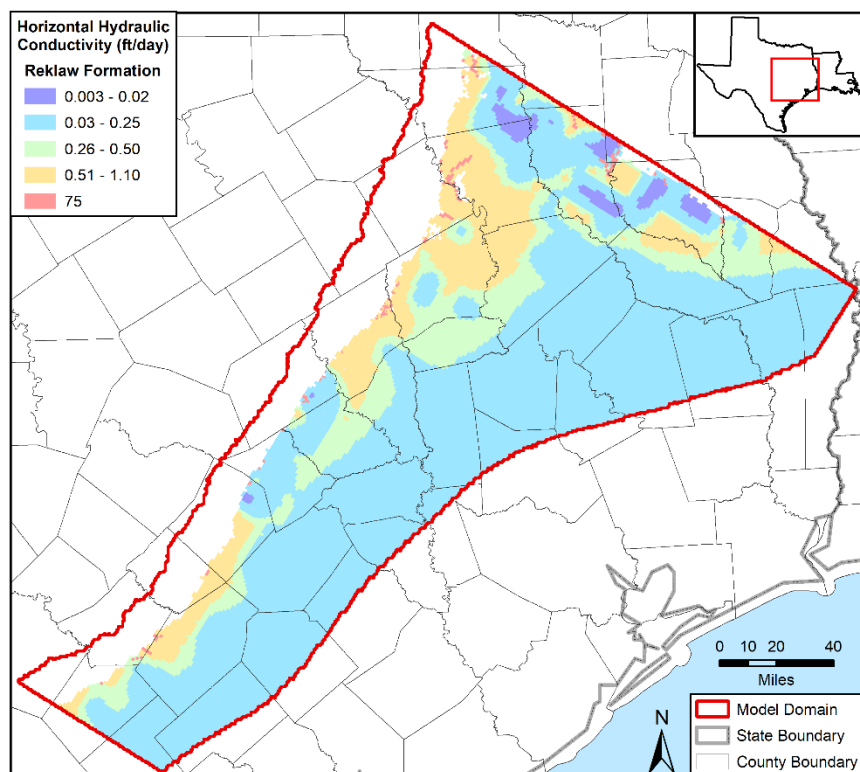 Horizontal Hydraulic
Conductivity (ft/day)
Reklaw Formation
0.003 - 0.02
0.03 - 0.25
0.26 - 0.50
0.51 - 1.10
75
0 10 20 40
Miles
N
Model Domain
State Boundary
County Boundary